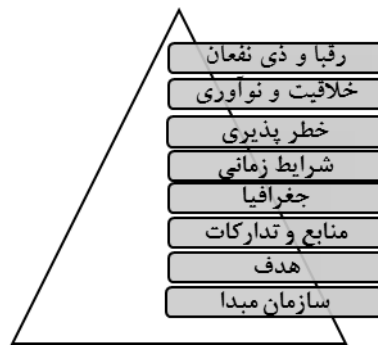 رقبا و ذی نفعان
خلاقیت و نوآوری
خطر پذیری
شرایط زمانی
جغرافیا
منابع و تدارکات
هدف
سازمان مبدا